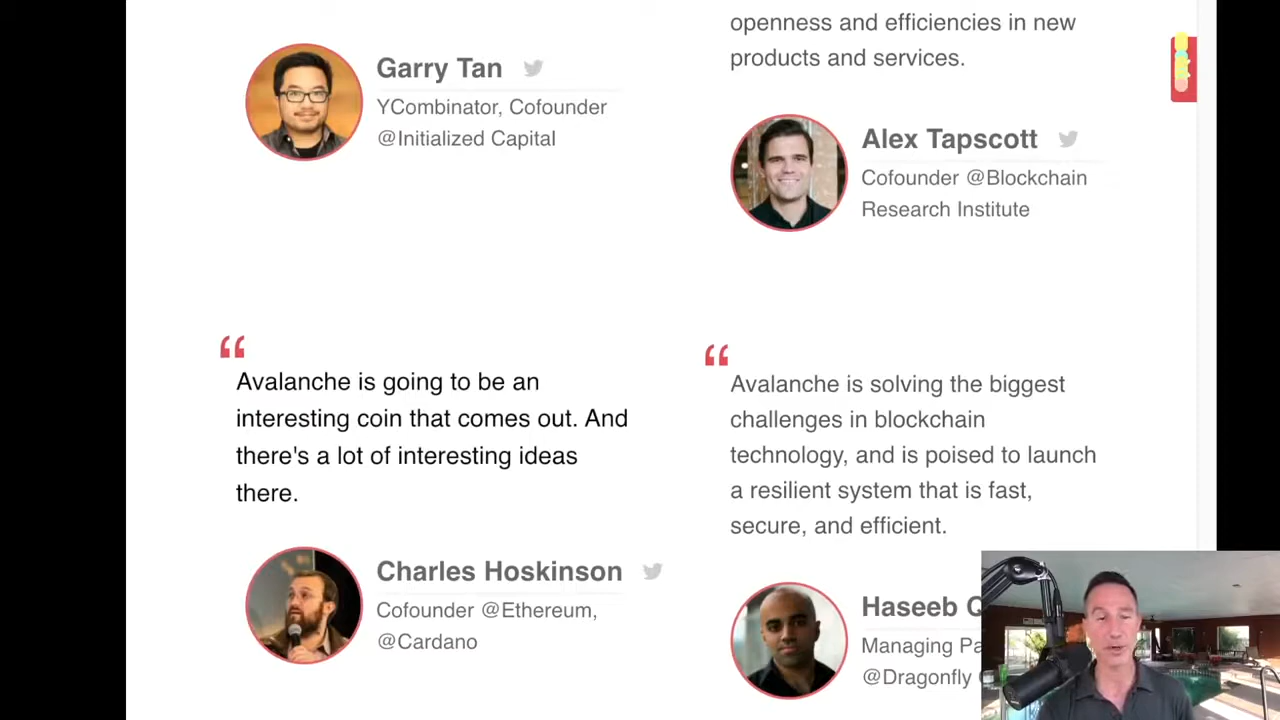 Garry Tan
YCombinator, Cofounder
@Initialized Capital
openness and efficiencies in new
products and services.
Alex Tapscott
Cofounder @Blockchain
Research Institute
“
Avalanche is going to be an
interesting coin that comes out. And
there's a lot of interesting ideas
there.
Charles Hoskinson
Cofounder @Ethereum,
@Cardano
“
Avalanche is solving the biggest
challenges in blockchain
technology, and is poised to launch
a resilient system that is fast,
secure, and efficient.
Haseeb
Managing
@Dragonfly